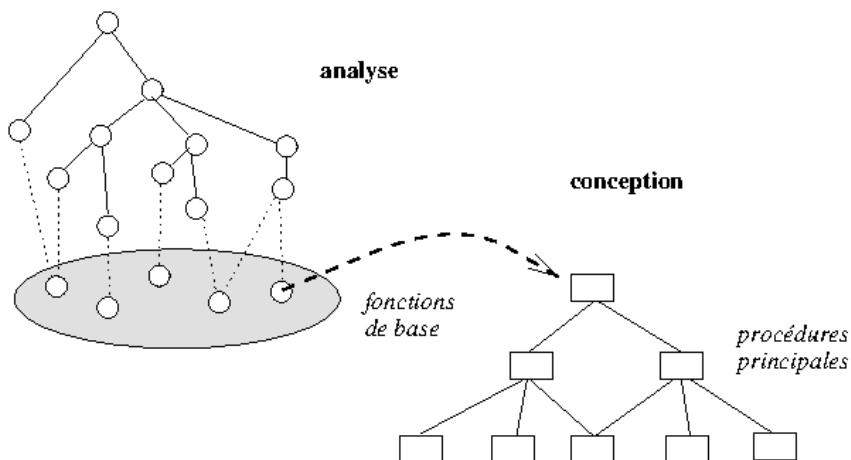 analyse
conception
fonctions
de base
procédures
principales